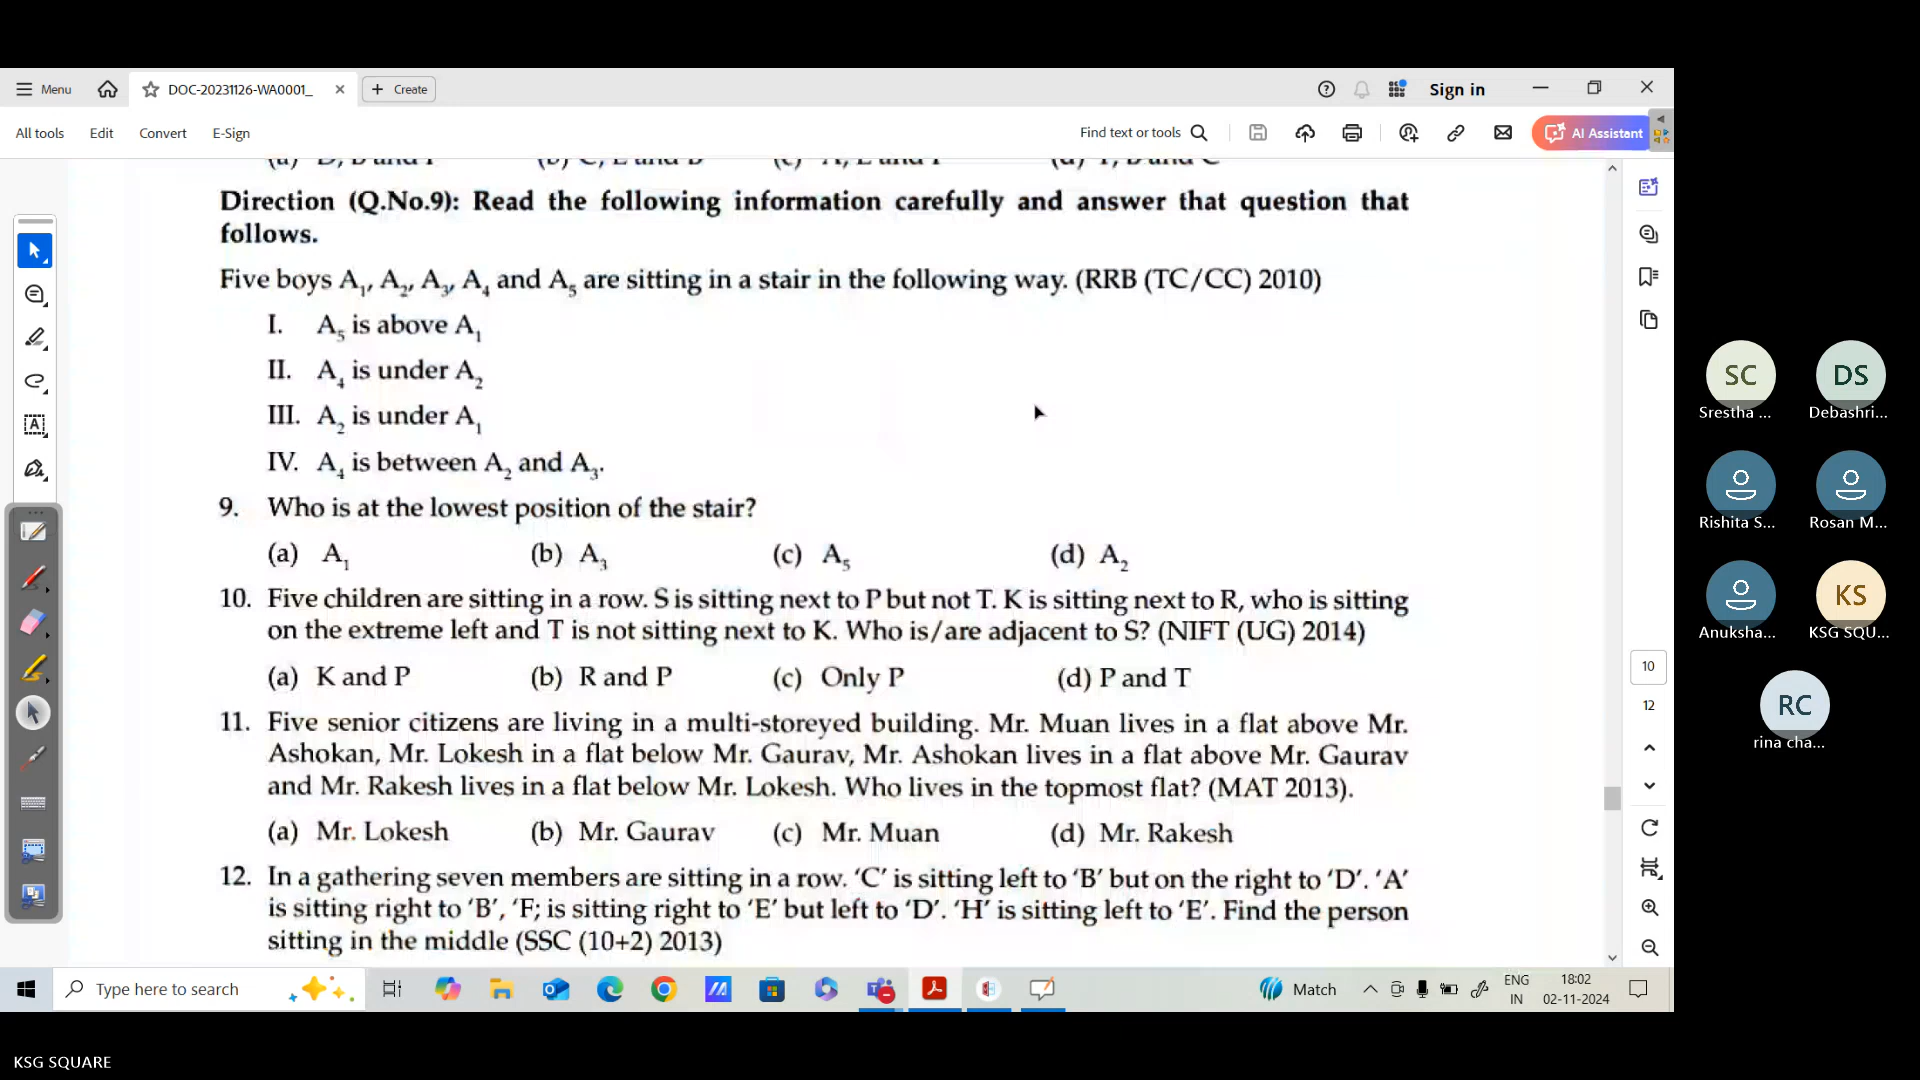 Menu
DOC-20231126-WA0001_
Create
Sign in
All tools
Edit
Convert
E-Sign
Find text or tools
AI Assistant
Direction (Q.No.9): Read the following information carefully and answer that question that
follows.
Five boys A₁, A₂, A₃, A₄ and A₅ are sitting in a stair in the following way. (RRB (TC/CC) 2010)
I. A₅ is above A₁
II. A₄ is under A₂
III. A₂ is under A₁
IV. A₄ is between A₂ and A₃.
9. Who is at the lowest position of the stair?
(a) A₁ (b) A₃ (c) A₅ (d) A₂
10. Five children are sitting in a row. S is sitting next to P but not T. K is sitting next to R, who is sitting
on the extreme left and T is not sitting next to K. Who is/are adjacent to S? (NIFT (UG) 2014)
(a) K and P (b) R and P (c) Only P (d) P and T
11. Five senior citizens are living in a multi-storeyed building. Mr. Muan lives in a flat above Mr.
Ashokan, Mr. Lokesh in a flat below Mr. Gaurav, Mr. Ashokan lives in a flat above Mr. Gaurav
and Mr. Rakesh lives in a flat below Mr. Lokesh. Who lives in the topmost flat? (MAT 2013).
(a) Mr. Lokesh (b) Mr. Gaurav (c) Mr. Muan (d) Mr. Rakesh
12. In a gathering seven members are sitting in a row. ‘C’ is sitting left to ‘B’ but on the right to ‘D’. ‘A’
is sitting right to ‘B’, ‘F; is sitting right to ‘E’ but left to ‘D’. ‘H’ is sitting left to ‘E’. Find the person
sitting in the middle (SSC (10+2) 2013)
10
12
SC
Srestha ...
DS
Debashri...
Rishita S...
Rosan M...
Anuksha...
KS
KSG SQU...
RC
rina cha...
Type here to search
Match
ENG
IN
18:02
02-11-2024
KSG SQUARE